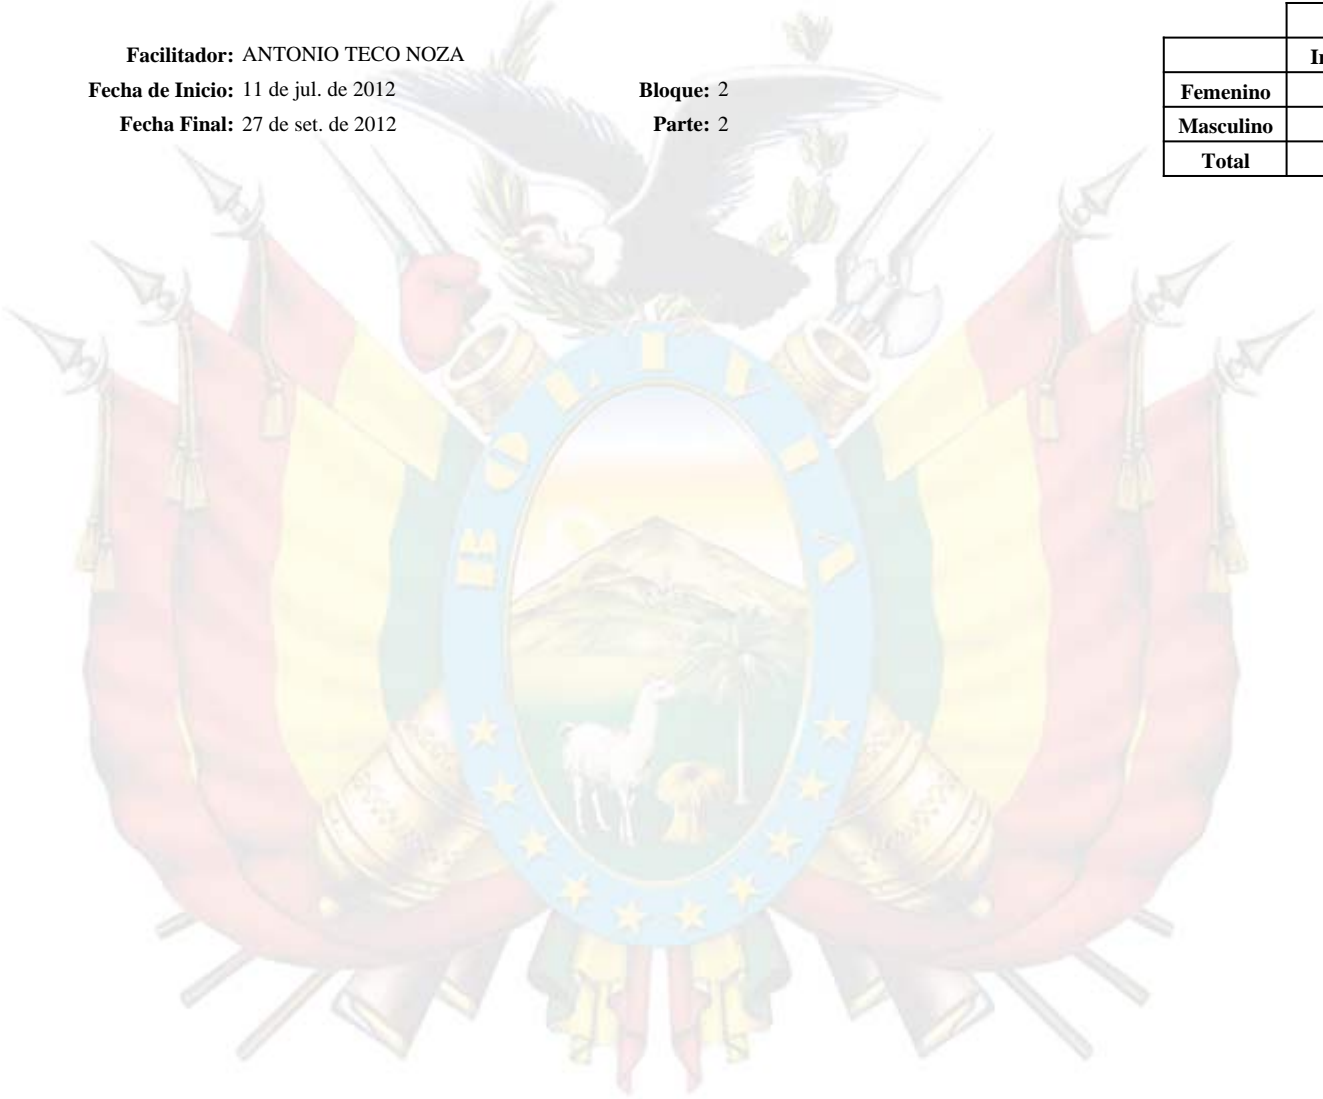 Facilitador: ANTONIO TECO NOZA
Fecha de Inicio: 11 de jul. de 2012 Bloque: 2
Fecha Final: 27 de set. de 2012 Parte: 2
Femenino
Masculino
Total
BOLIVIA